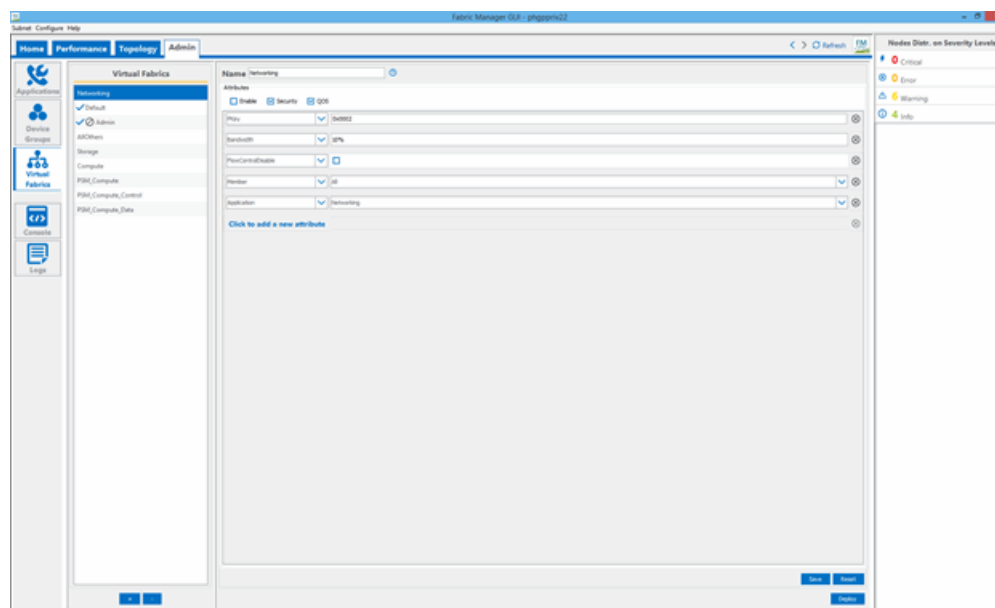 Fabric Manager GUI - phgppriv22
Subnet Configure Help
Home Performance Topology Admin
Refresh FM
Applications
Device Groups
Virtual Fabrics
Console
Logs
Virtual Fabrics
Networking
Default
Admin
AllOthers
Storage
Compute
PSM_Compute
PSM_Compute_Control
PSM_Compute_Data
+ -
Name Networking
Attributes
Enable Security QOS
PKey 0x0002
Bandwidth 10%
FlowControlDisable
Member All
Application Networking
Click to add a new attribute
Save Reset
Deploy
Nodes Distr. on Severity Levels
0 Critical
0 Error
6 Warning
4 Info